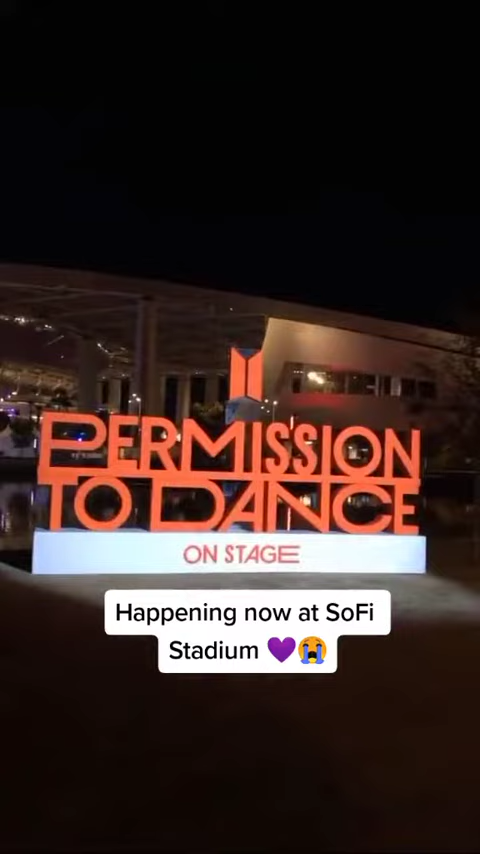 PERMISSION
TO DANCE
ON STAGE
Happening now at SoFi
Stadium 💜😭